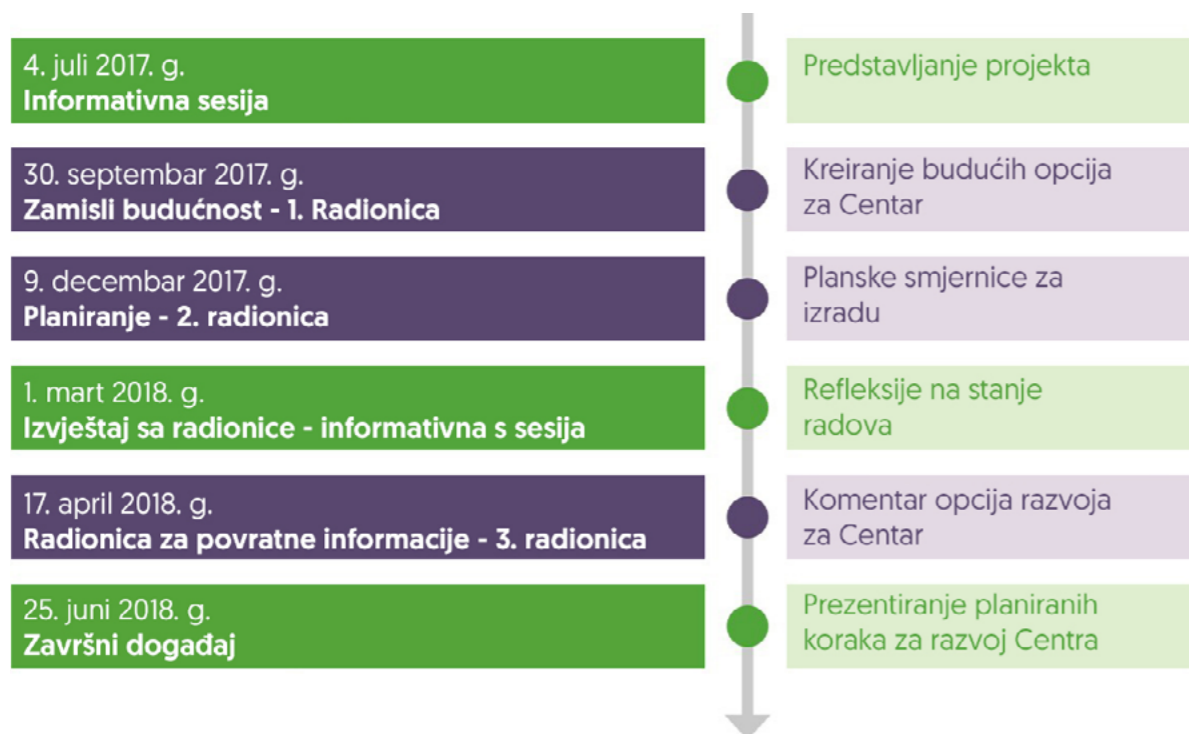 4. juli 2017. g.
Informativna sesija
Predstavljanje projekta
30. septembar 2017. g.
Zamisli budućnost - 1. Radionica
Kreiranje budućih opcija
za Centar
9. decembar 2017. g.
Planiranje - 2. radionica
Planske smjernice za
izradu
1. mart 2018. g.
Izvještaj sa radionice - informativna s sesija
Refleksije na stanje
radova
17. april 2018. g.
Radionica za povratne informacije - 3. radionica
Komentar opcija razvoja
za Centar
25. juni 2018. g.
Završni događaj
Prezentiranje planiranih
koraka za razvoj Centra